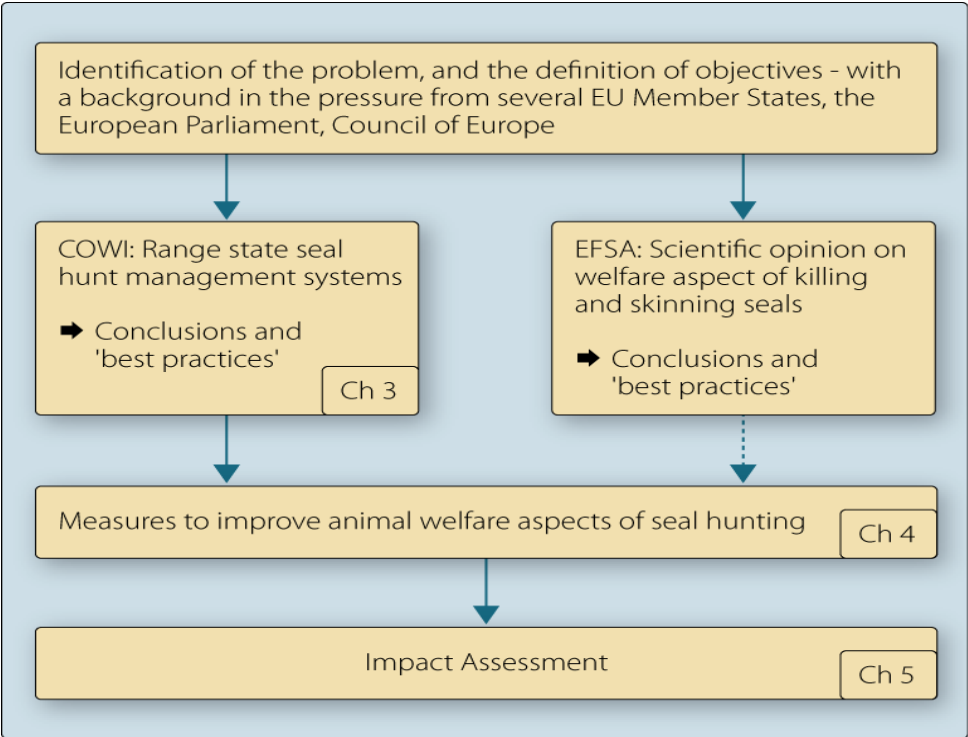 Identification of the problem, and the definition of objectives - with
a background in the pressure from several EU Member States, the
European Parliament, Council of Europe
COWI: Range state seal
hunt management systems
➡ Conclusions and
'best practices'
Ch 3
EFSA: Scientific opinion on
welfare aspect of killing
and skinning seals
➡ Conclusions and
'best practices'
Measures to improve animal welfare aspects of seal hunting
Ch 4
Impact Assessment
Ch 5